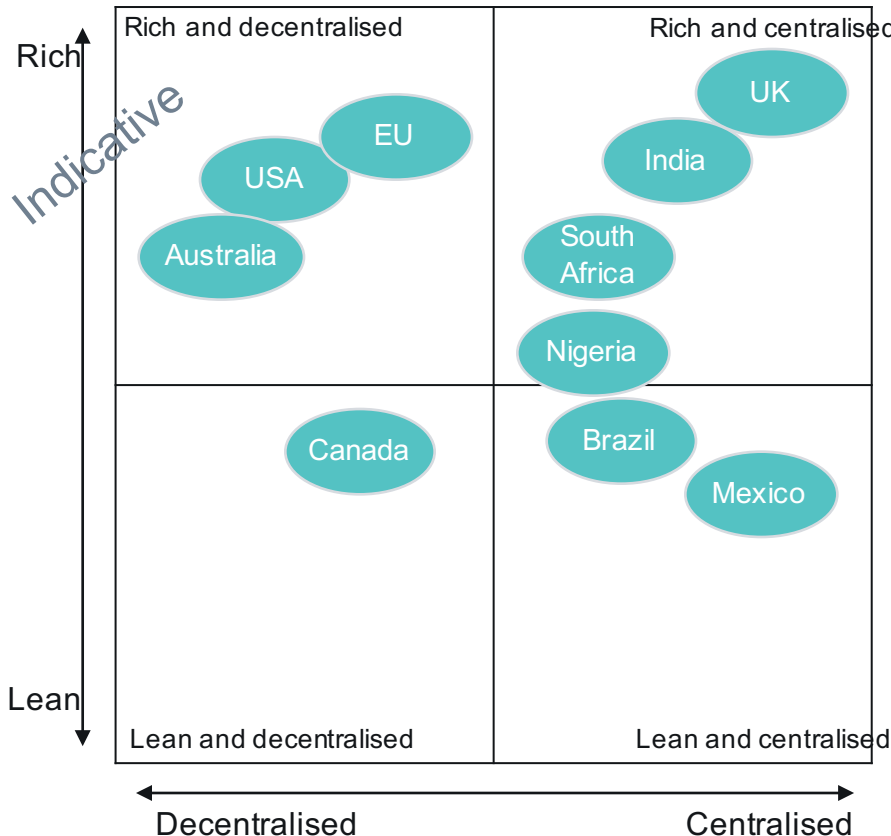 Rich and decentralised
Rich and centralised
Rich
Indicative
UK
EU
India
USA
South
Africa
Australia
Nigeria
Brazil
Canada
Mexico
Lean
Lean and decentralised
Lean and centralised
Decentralised
Centralised